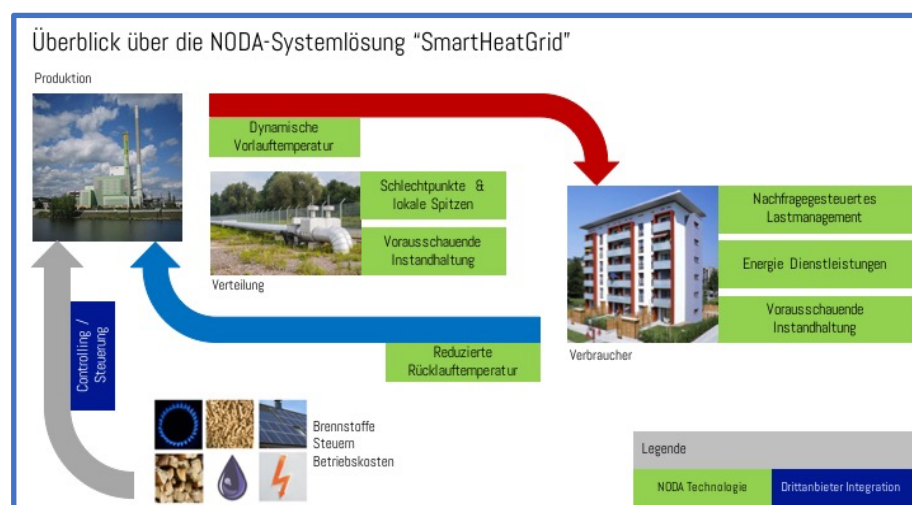 Überblick über die NODA-Systemlösung “SmartHeatGrid”
Produktion
Dynamische
Vorlauftemperatur
Schlechtpunkte &
lokale Spitzen
Vorausschauende
Instandhaltung
Verteilung
Nachfragegesteuertes
Lastmanagement
Energie Dienstleistungen
Vorausschauende
Instandhaltung
Verbraucher
Reduzierte
Rücklauftemperatur
Controlling /
Steuerung
Brennstoffe
Steuern
Betriebskosten
Legende
NODA Technologie
Drittanbieter Integration